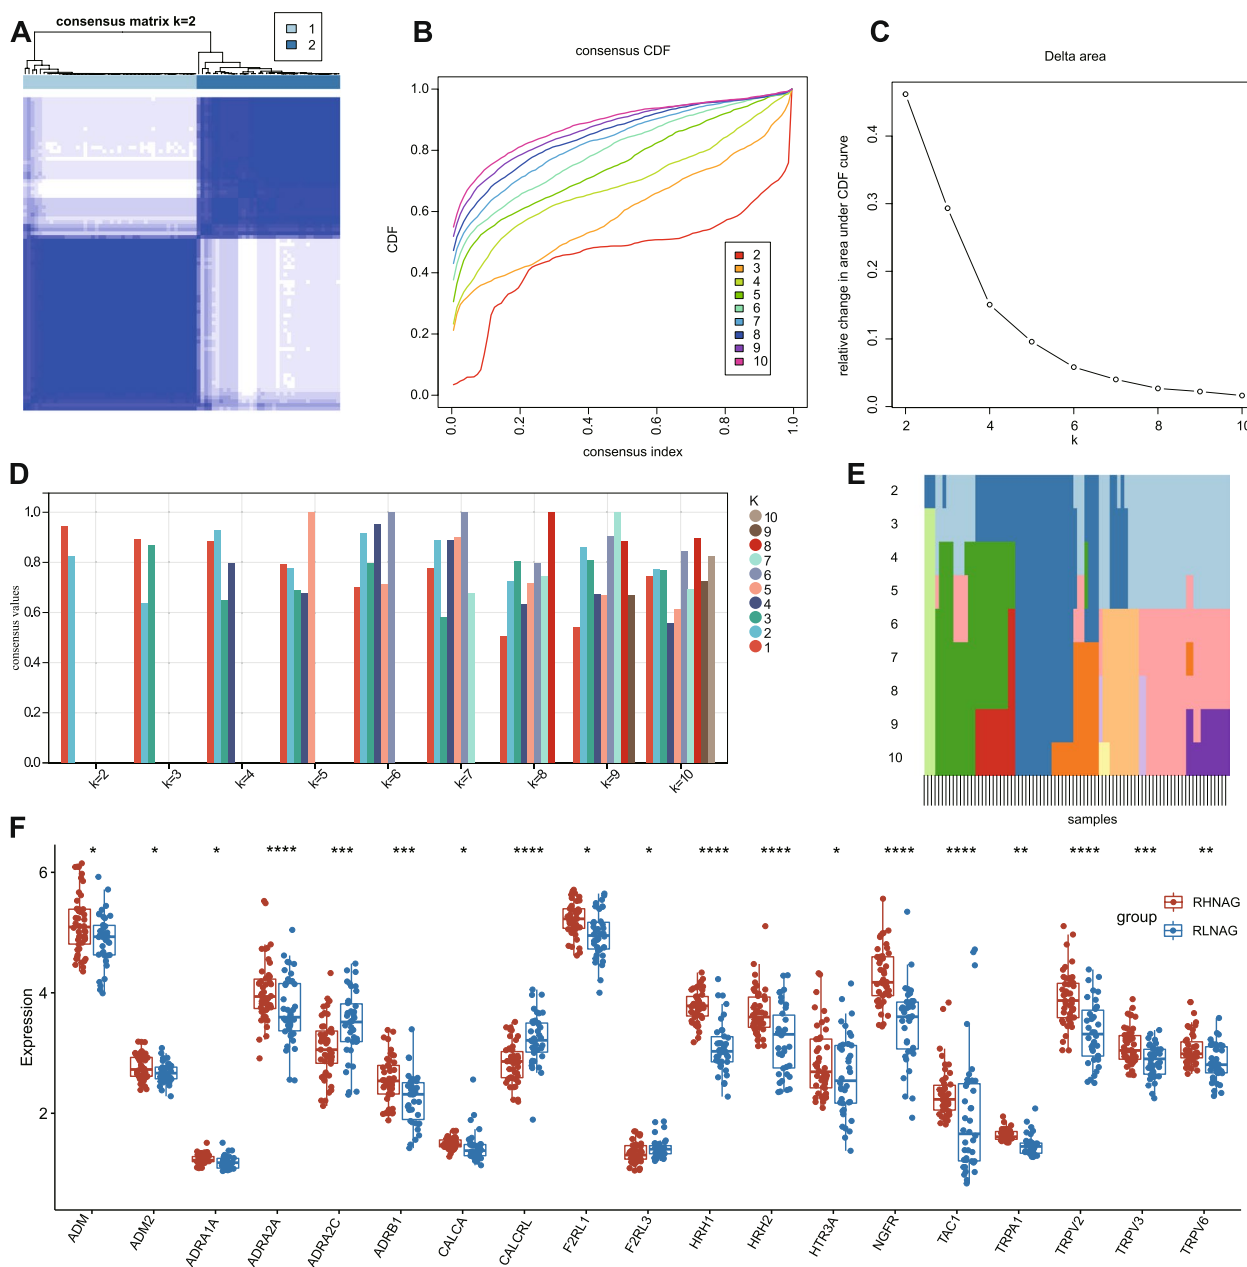 A
consensus matrix k=2
1
2
B
consensus CDF
CDF
1.0
0.8
0.6
0.4
0.2
0.0
0.0 0.2 0.4 0.6 0.8 1.0
consensus index
2
3
4
5
6
7
8
9
10
C
Delta area
relative change in area under CDF curve
0.4
0.3
0.2
0.1
0.0
2 4 6 8 10
k
D
consensus values
1.0
0.8
0.6
0.4
0.2
0.0
k=2 k=3 k=4 k=5 k=6 k=7 k=8 k=9 k=10
K
10
9
8
7
6
5
4
3
2
1
E
2
3
4
5
6
7
8
9
10
samples
F
* * * **** *** *** * **** * * **** **** * **** **** ** **** *** **
Expression
6
4
2
group
RHNAG
RLNAG
ADM ADM2 ADRA1A ADRA2A ADRA2C ADRB1 CALCA CALCRL F2RL1 F2RL3 HRH1 HRH2 HTR3A NGFR TAC1 TRPA1 TRPV2 TRPV3 TRPV6